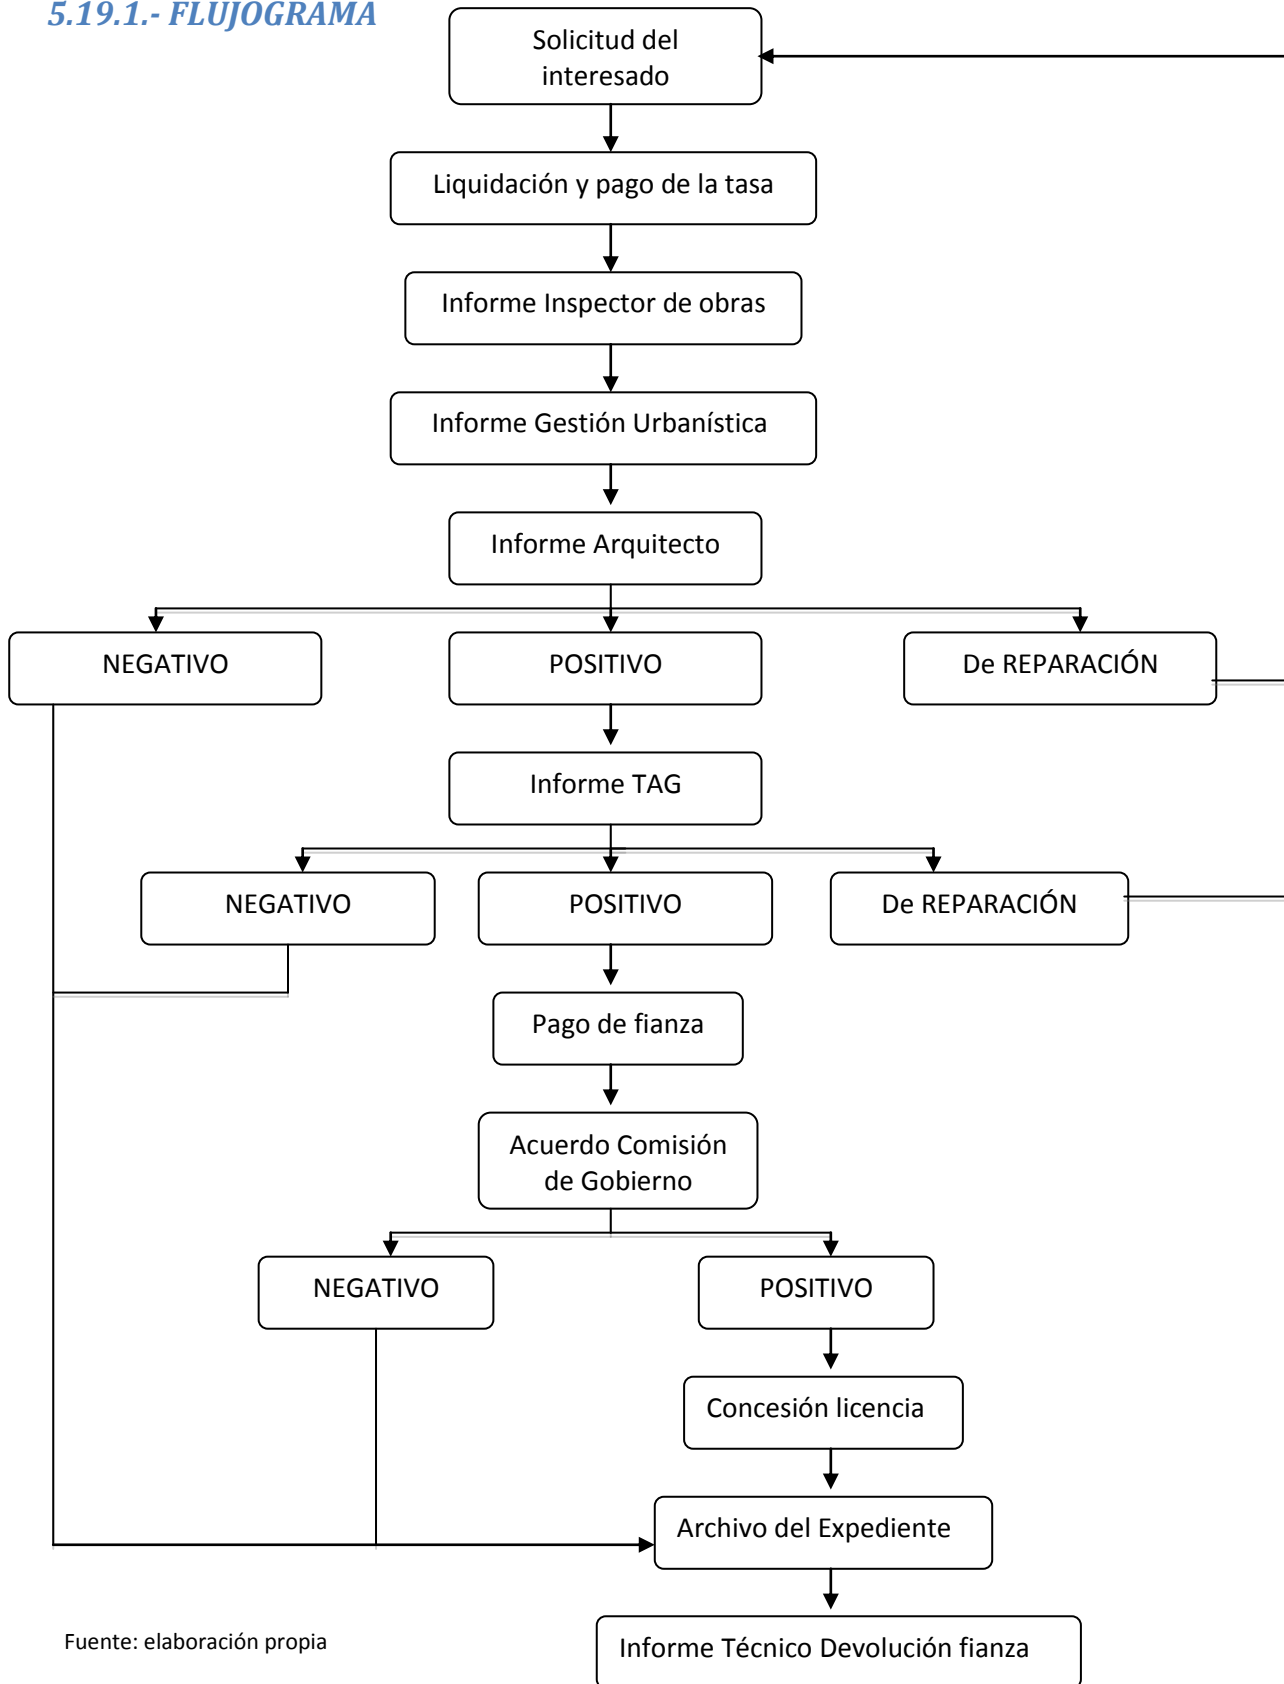 5.19.1.- FLUJOGRAMA
Solicitud del
interesado
Liquidación y pago de la tasa
Informe Inspector de obras
Informe Gestión Urbanística
Informe Arquitecto
NEGATIVO
POSITIVO
De REPARACIÓN
Informe TAG
NEGATIVO
POSITIVO
De REPARACIÓN
Pago de fianza
Acuerdo Comisión
de Gobierno
NEGATIVO
POSITIVO
Concesión licencia
Archivo del Expediente
Informe Técnico Devolución fianza
Fuente: elaboración propia